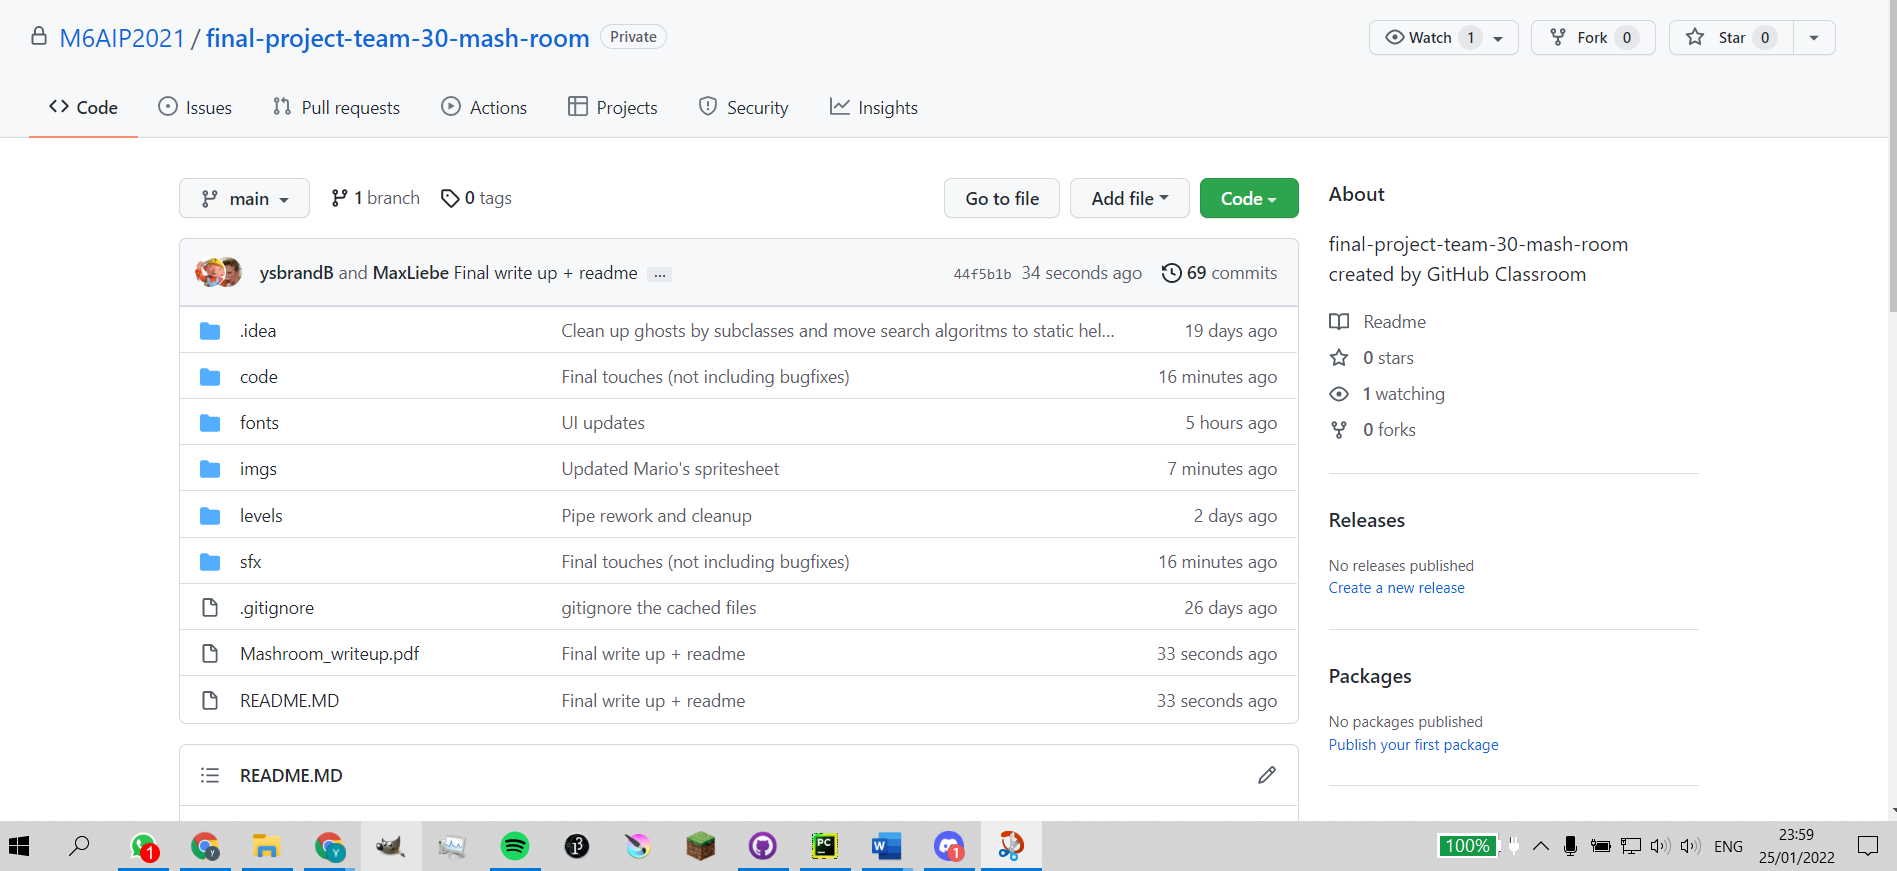 M6AIP2021 / final-project-team-30-mash-room Private
Watch 1 Fork 0 Star 0
Code Issues Pull requests Actions Projects Security Insights
main 1 branch 0 tags Go to file Add file Code
ysbrandB and MaxLiebe Final write up + readme ... 44f5b1b 34 seconds ago 69 commits
.idea Clean up ghosts by subclasses and move search algoritms to static hel... 19 days ago
code Final touches (not including bugfixes) 16 minutes ago
fonts UI updates 5 hours ago
imgs Updated Mario's spritesheet 7 minutes ago
levels Pipe rework and cleanup 2 days ago
sfx Final touches (not including bugfixes) 16 minutes ago
.gitignore gitignore the cached files 26 days ago
Mashroom_writeup.pdf Final write up + readme 33 seconds ago
README.MD Final write up + readme 33 seconds ago
README.MD
About
final-project-team-30-mash-room
created by GitHub Classroom
Readme
0 stars
1 watching
0 forks
Releases
No releases published
Create a new release
Packages
No packages published
Publish your first package
1 Y Y 13 PC W 1
100% ENG 23:59
25/01/2022